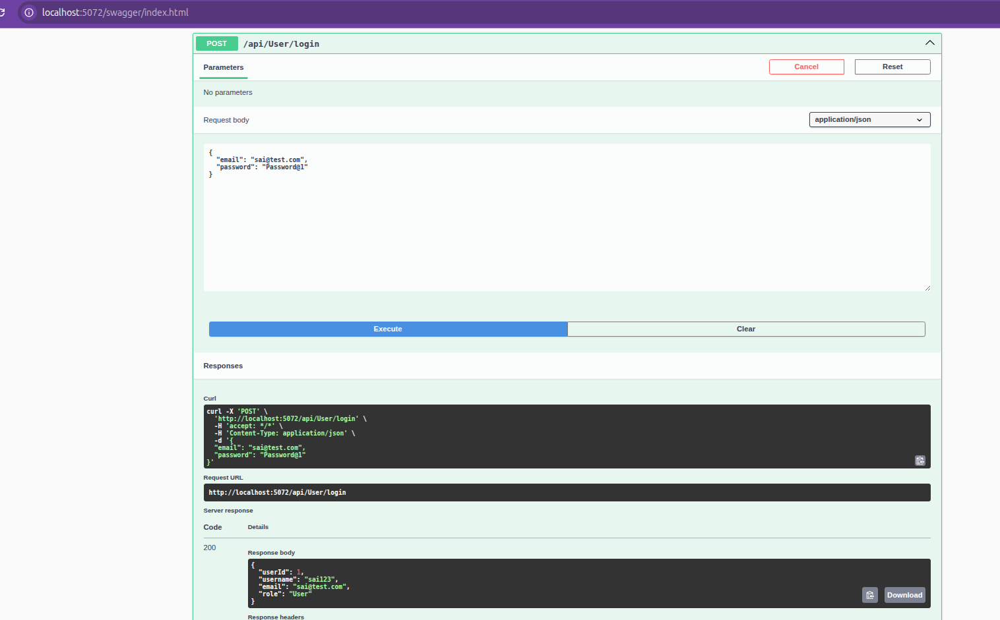 localhost:5072/swagger/index.html
POST /api/User/login
Parameters
Cancel
Reset
No parameters
Request body
application/json
{
  "email": "sai@test.com",
  "password": "Password@1"
}
Execute
Clear
Responses
Curl
curl -X 'POST' \
  'http://localhost:5072/api/User/login' \
  -H 'accept: */*' \
  -H 'Content-Type: application/json' \
  -d '{
  "email": "sai@test.com",
  "password": "Password@1"
}'
Request URL
http://localhost:5072/api/User/login
Server response
Code
Details
200
Response body
{
  "userId": 1,
  "username": "sai123",
  "email": "sai@test.com",
  "role": "User"
}
Download
Response headers